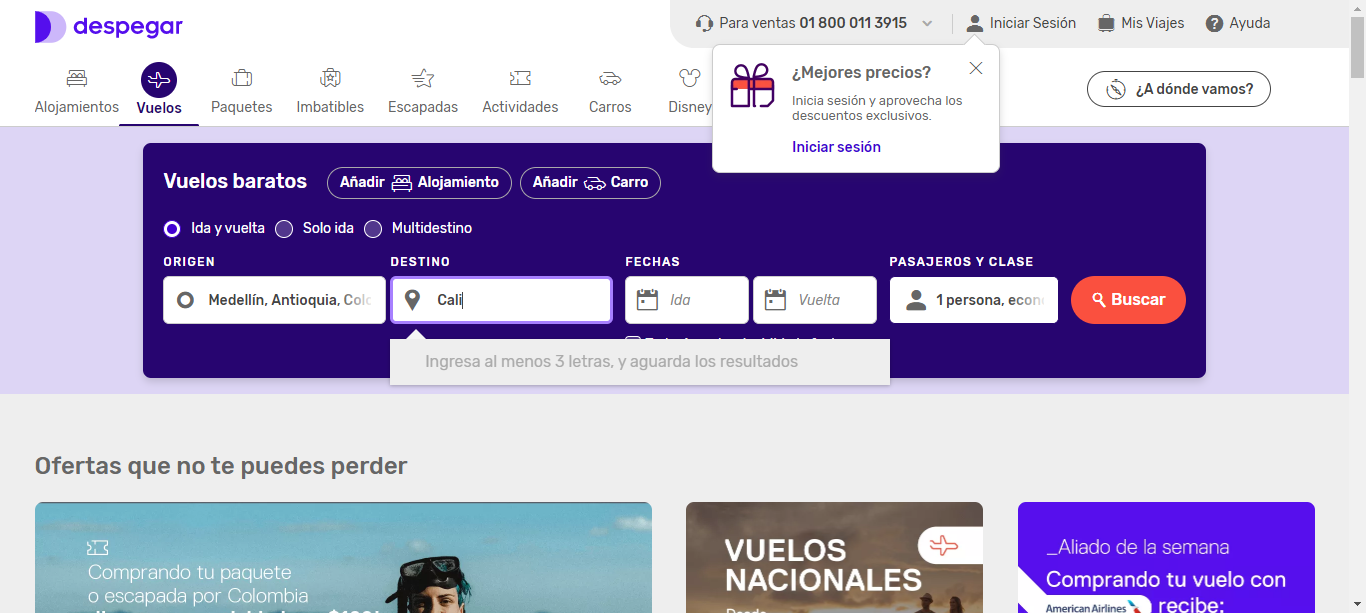 despegar
Para ventas 01 800 011 3915
Iniciar Sesión
Mis Viajes
Ayuda
Alojamientos
Vuelos
Paquetes
Imbatibles
Escapadas
Actividades
Carros
Disney
¿Mejores precios?
Inicia sesión y aprovecha los
descuentos exclusivos.
Iniciar sesión
¿A dónde vamos?
Vuelos baratos
Añadir Alojamiento
Añadir Carro
Ida y vuelta
Solo ida
Multidestino
ORIGEN
DESTINO
FECHAS
PASAJEROS Y CLASE
Medellín, Antioquia, Colo
Cali
Ida
Vuelta
1 persona, econ
Buscar
Ingresa al menos 3 letras, y aguarda los resultados
Ofertas que no te puedes perder
Comprando tu paquete
o escapada por Colombia
VUELOS
NACIONALES
Desde
_Aliado de la semana
Comprando tu vuelo con
American Airlines recibe: